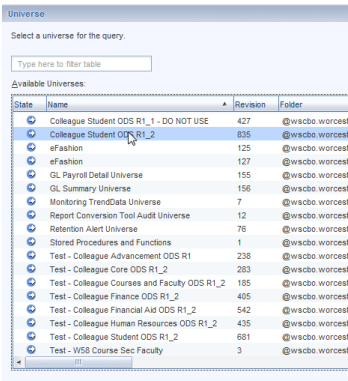 Universe
Select a universe for the query.
Type here to filter table
Available Universes:
State Name Revision Folder
Colleague Student ODS R1_1 - DO NOT USE 427 @wscbo.worcest
Colleague Student ODS R1_2 835 @wscbo.worcest
eFashion 125 @wscbo.worcest
eFashion 127 @wscbo.worcest
GL Payroll Detail Universe 155 @wscbo.worcest
GL Summary Universe 156 @wscbo.worcest
Monitoring TrendData Universe 7 @wscbo.worcest
Report Conversion Tool Audit Universe 12 @wscbo.worcest
Retention Alert Universe 76 @wscbo.worcest
Stored Procedures and Functions 1 @wscbo.worcest
Test - Colleague Advancement ODS R1 238 @wscbo.worcest
Test - Colleague Core ODS R1_2 283 @wscbo.worcest
Test - Colleague Courses and Faculty ODS R1_2 185 @wscbo.worcest
Test - Colleague Finance ODS R1_2 405 @wscbo.worcest
Test - Colleague Financial Aid ODS R1_2 542 @wscbo.worcest
Test - Colleague Human Resources ODS R1_2 435 @wscbo.worcest
Test - Colleague Student ODS R1_2 681 @wscbo.worcest
Test - W58 Course Sec Faculty 3 @wscbo.worcest